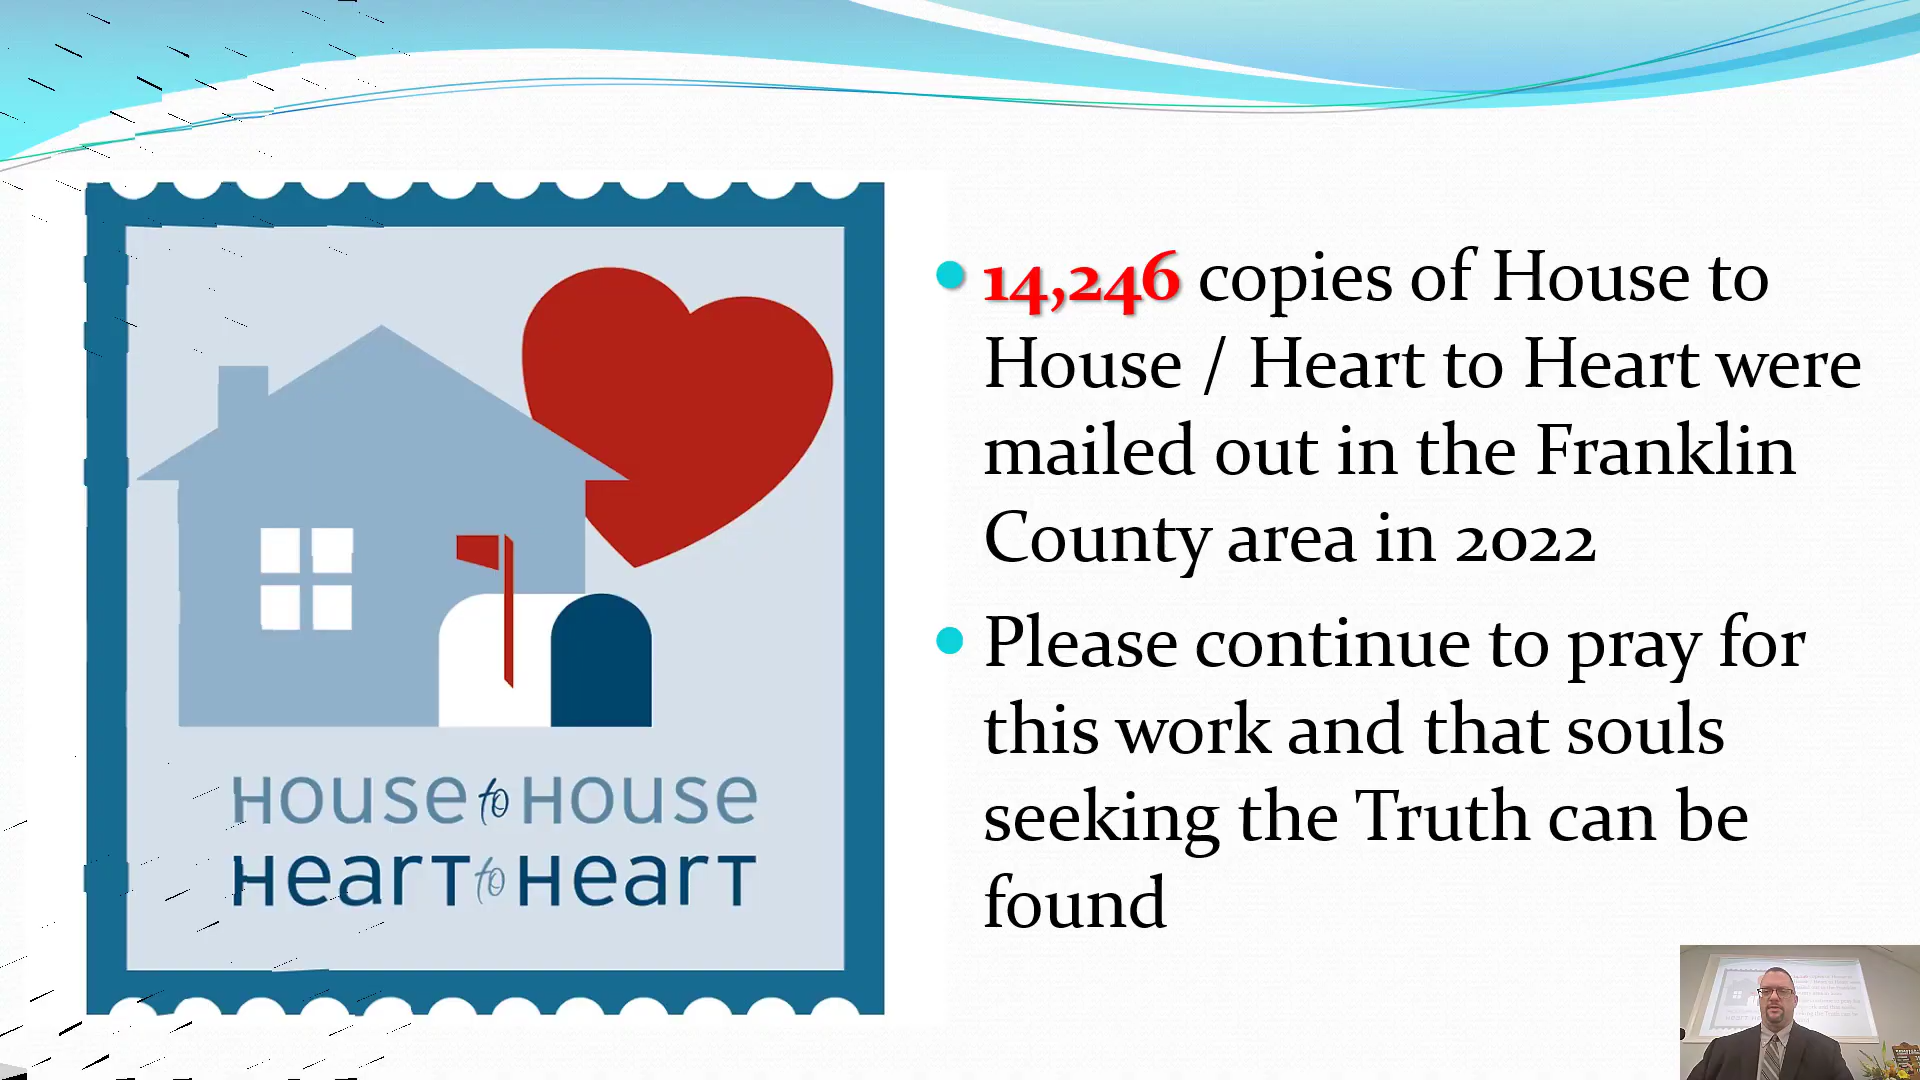 House to House
Heart to Heart
14,246 copies of House to
House / Heart to Heart were
mailed out in the Franklin
County area in 2022
Please continue to pray for
this work and that souls
seeking the Truth can be
found